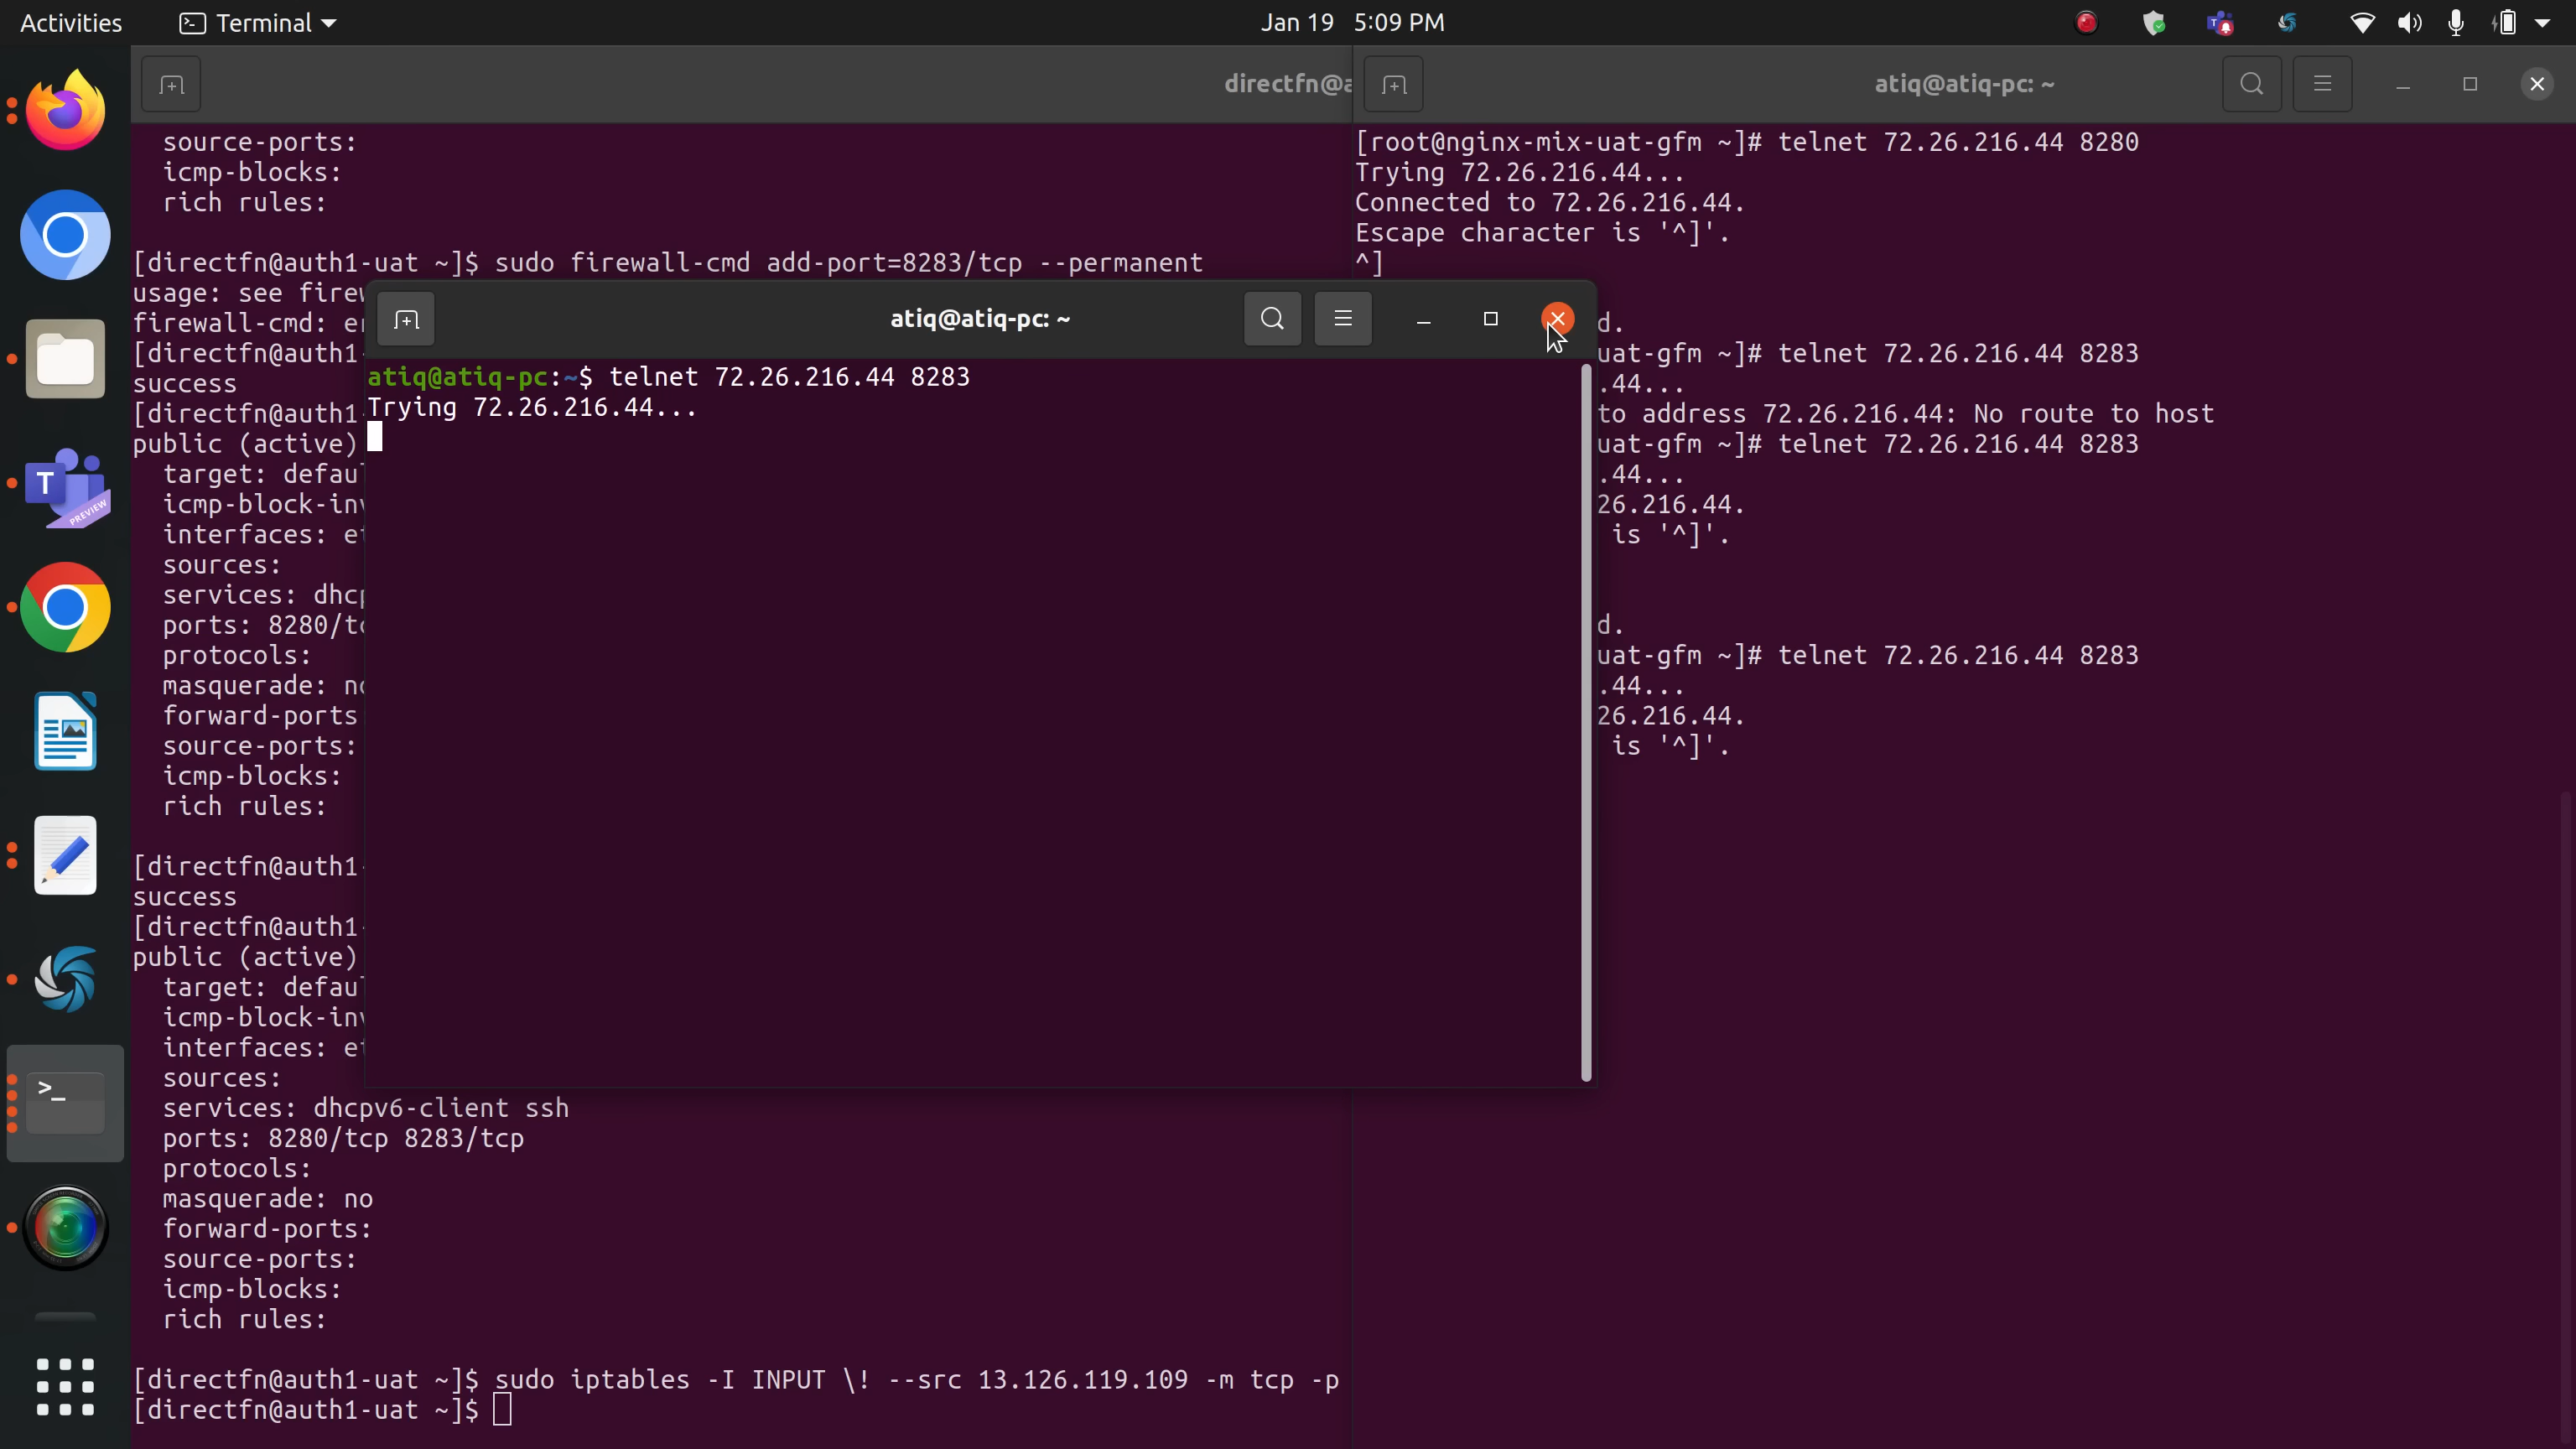 Activities
Terminal
Jan 19 5:09 PM
directfn@a
source-ports:
icmp-blocks:
rich rules:
[directfn@auth1-uat ~]$ sudo firewall-cmd add-port=8283/tcp --permanent
usage: see firew
firewall-cmd: er
[directfn@auth1-
success
[directfn@auth1-
public (active)
target: defaul
icmp-block-inv
interfaces: et
sources:
services: dhcp
ports: 8280/tc
protocols:
masquerade: no
forward-ports
source-ports:
icmp-blocks:
rich rules:
[directfn@auth1-
success
[directfn@auth1-
public (active)
target: defaul
icmp-block-inv
interfaces: et
sources:
services: dhcpv6-client ssh
ports: 8280/tcp 8283/tcp
protocols:
masquerade: no
forward-ports:
source-ports:
icmp-blocks:
rich rules:
[directfn@auth1-uat ~]$ sudo iptables -I INPUT \! --src 13.126.119.109 -m tcp -p
[directfn@auth1-uat ~]$
atiq@atiq-pc: ~
atiq@atiq-pc:~$ telnet 72.26.216.44 8283
Trying 72.26.216.44...
atiq@atiq-pc: ~
[root@nginx-mix-uat-gfm ~]# telnet 72.26.216.44 8280
Trying 72.26.216.44...
Connected to 72.26.216.44.
Escape character is '^]'.
^]
d.
uat-gfm ~]# telnet 72.26.216.44 8283
.44...
to address 72.26.216.44: No route to host
uat-gfm ~]# telnet 72.26.216.44 8283
.44...
26.216.44.
is '^]'.
d.
uat-gfm ~]# telnet 72.26.216.44 8283
.44...
26.216.44.
is '^]'.
T
PREVIEW
>_